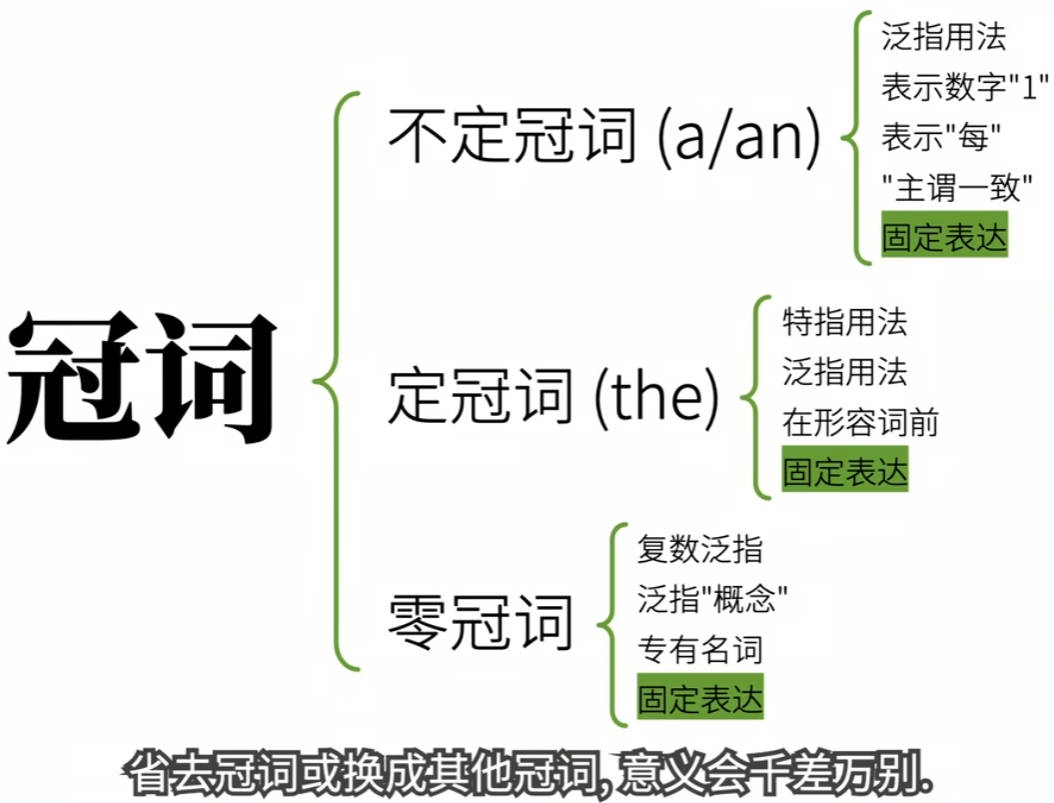 冠词
不定冠词 (a/an)
泛指用法
表示数字"1"
表示"每"
"主谓一致"
固定表达
定冠词 (the)
特指用法
泛指用法
在形容词前
固定表达
零冠词
复数泛指
泛指"概念"
专有名词
固定表达
省去冠词或换成其他冠词, 意义会千差万别.